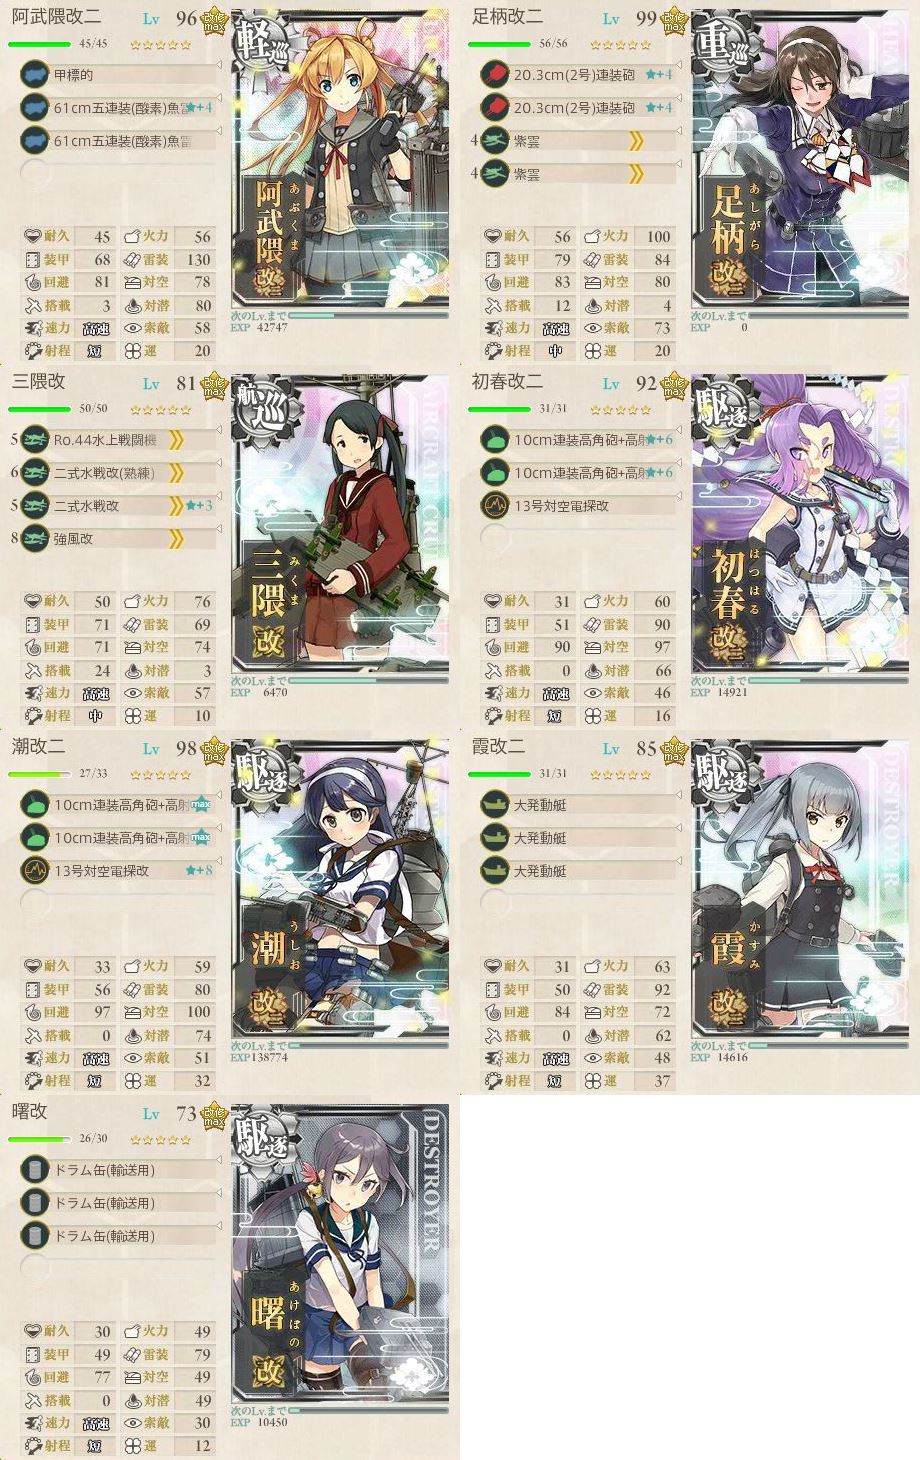 阿武隈改二 Lv 96 改修max
45/45
甲標的
61cm五連装(酸素)魚雷 ★+4
61cm五連装(酸素)魚雷
耐久 45 火力 56
装甲 68 雷装 130
回避 81 対空 78
搭載 3 対潜 80
速力 高速 索敵 58
射程 短 運 20
軽巡
阿武隈 改二
あぶくま
次のLv.まで
EXP 42747
足柄改二 Lv 99 改修max
56/56
20.3cm(2号)連装砲 ★+4
20.3cm(2号)連装砲 ★+4
4 紫雲
4 紫雲
耐久 56 火力 100
装甲 79 雷装 84
回避 83 対空 80
搭載 12 対潜 4
速力 高速 索敵 73
射程 中 運 20
重巡
足柄 改二
あしがら
次のLv.まで
EXP 0
三隈改 Lv 81 改修max
50/50
5 Ro.44水上戦闘機
6 二式水戦改(熟練)
5 二式水戦改 ★+3
8 強風改
耐久 50 火力 76
装甲 71 雷装 69
回避 71 対空 74
搭載 24 対潜 3
速力 高速 索敵 57
射程 中 運 10
航巡
三隈 改
みくま
次のLv.まで
EXP 6470
初春改二 Lv 92 改修max
31/31
10cm連装高角砲+高射 ★+6
10cm連装高角砲+高射 ★+6
13号対空電探改
耐久 31 火力 60
装甲 51 雷装 90
回避 90 対空 97
搭載 0 対潜 66
速力 高速 索敵 46
射程 短 運 16
駆逐
初春 改二
はつはる
次のLv.まで
EXP 14921
潮改二 Lv 98 改修max
27/33
10cm連装高角砲+高射 max
10cm連装高角砲+高射 max
13号対空電探改 ★+8
耐久 33 火力 59
装甲 56 雷装 80
回避 97 対空 100
搭載 0 対潜 74
速力 高速 索敵 51
射程 短 運 32
駆逐
潮 改二
うしお
次のLv.まで
EXP 138774
霞改二 Lv 85 改修max
31/31
大発動艇
大発動艇
大発動艇
耐久 31 火力 63
装甲 50 雷装 92
回避 84 対空 72
搭載 0 対潜 62
速力 高速 索敵 48
射程 短 運 37
駆逐
DESTROYER
霞 改二
かすみ
次のLv.まで
EXP 14616
曙改 Lv 73 改修max
26/30
ドラム缶(輸送用)
ドラム缶(輸送用)
ドラム缶(輸送用)
耐久 30 火力 49
装甲 49 雷装 79
回避 77 対空 49
搭載 0 対潜 49
速力 高速 索敵 30
射程 短 運 12
駆逐
DESTROYER
曙 改
あけぼの
次のLv.まで
EXP 10450